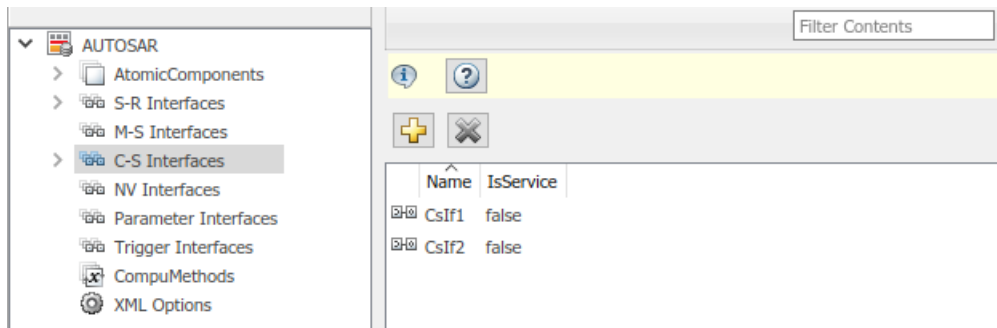 AUTOSAR
AtomicComponents
S-R Interfaces
M-S Interfaces
C-S Interfaces
NV Interfaces
Parameter Interfaces
Trigger Interfaces
CompuMethods
XML Options
Filter Contents
Name IsService
CsIf1 false
CsIf2 false